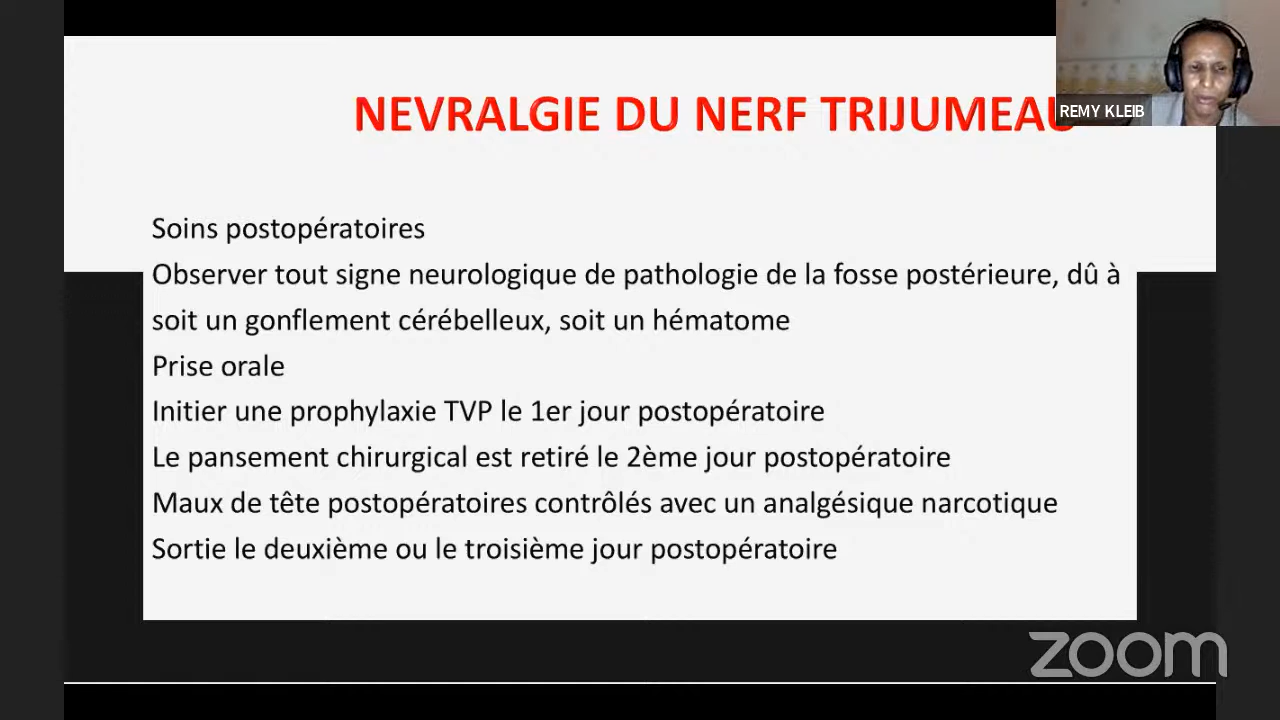 NEVRALGIE DU NERF TRIJUMEAU
REMY KLEIB
Soins postopératoires
Observer tout signe neurologique de pathologie de la fosse postérieure, dû à
soit un gonflement cérébelleux, soit un hématome
Prise orale
Initier une prophylaxie TVP le 1er jour postopératoire
Le pansement chirurgical est retiré le 2ème jour postopératoire
Maux de tête postopératoires contrôlés avec un analgésique narcotique
Sortie le deuxième ou le troisième jour postopératoire
zoom